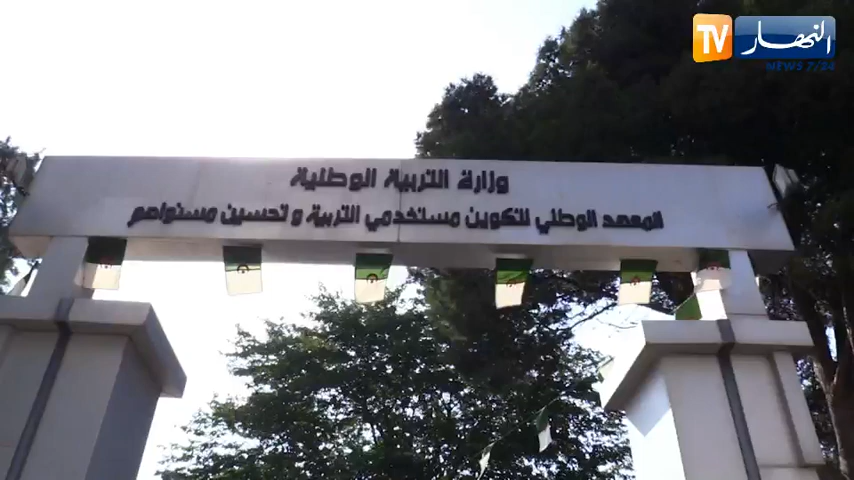 TV النهار
NEWS 7/24
وزارة التربية الوطنية
المعهد الوطني للتكوين مستخدمي التربية و تحسين مستواهم